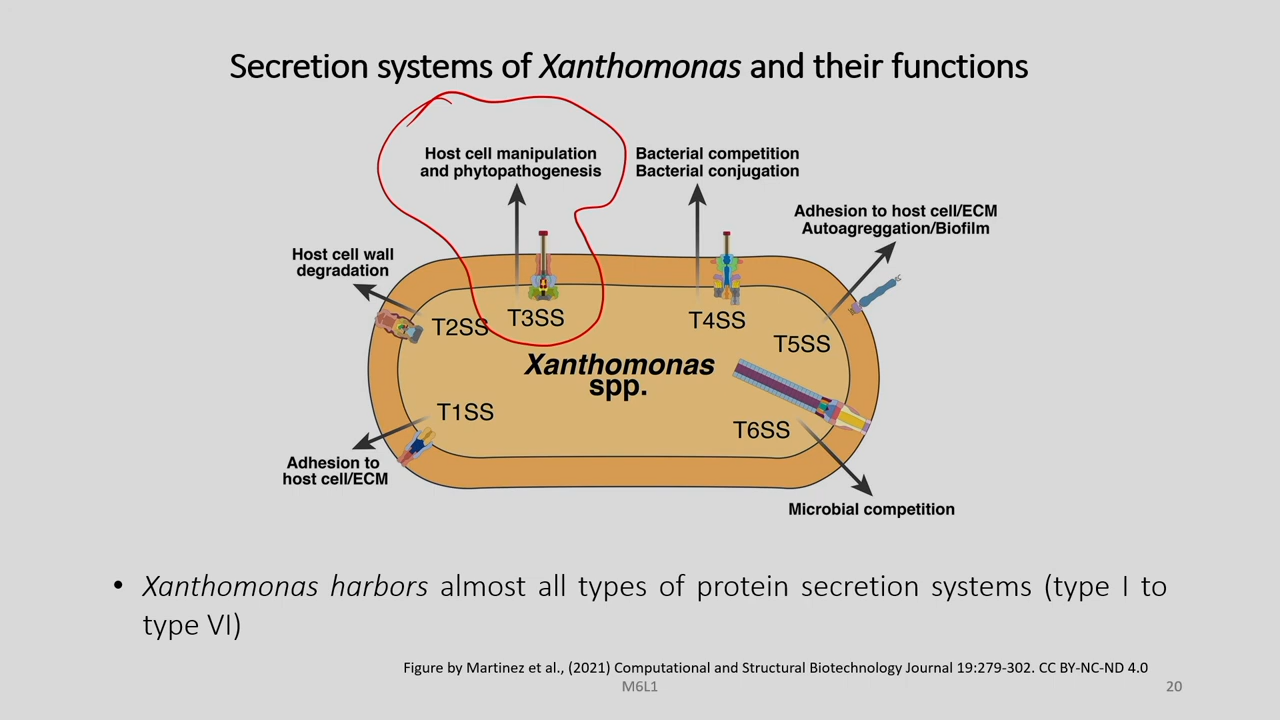 Secretion systems of Xanthomonas and their functions
Host cell manipulation
and phytopathogenesis
Bacterial competition
Bacterial conjugation
Adhesion to host cell/ECM
Autoagreggation/Biofilm
Host cell wall
degradation
T2SS
T3SS
T4SS
T5SS
Xanthomonas
spp.
T1SS
T6SS
Adhesion to
host cell/ECM
Microbial competition
• Xanthomonas harbors almost all types of protein secretion systems (type I to
type VI)
Figure by Martinez et al., (2021) Computational and Structural Biotechnology Journal 19:279-302. CC BY-NC-ND 4.0
M6L1
20